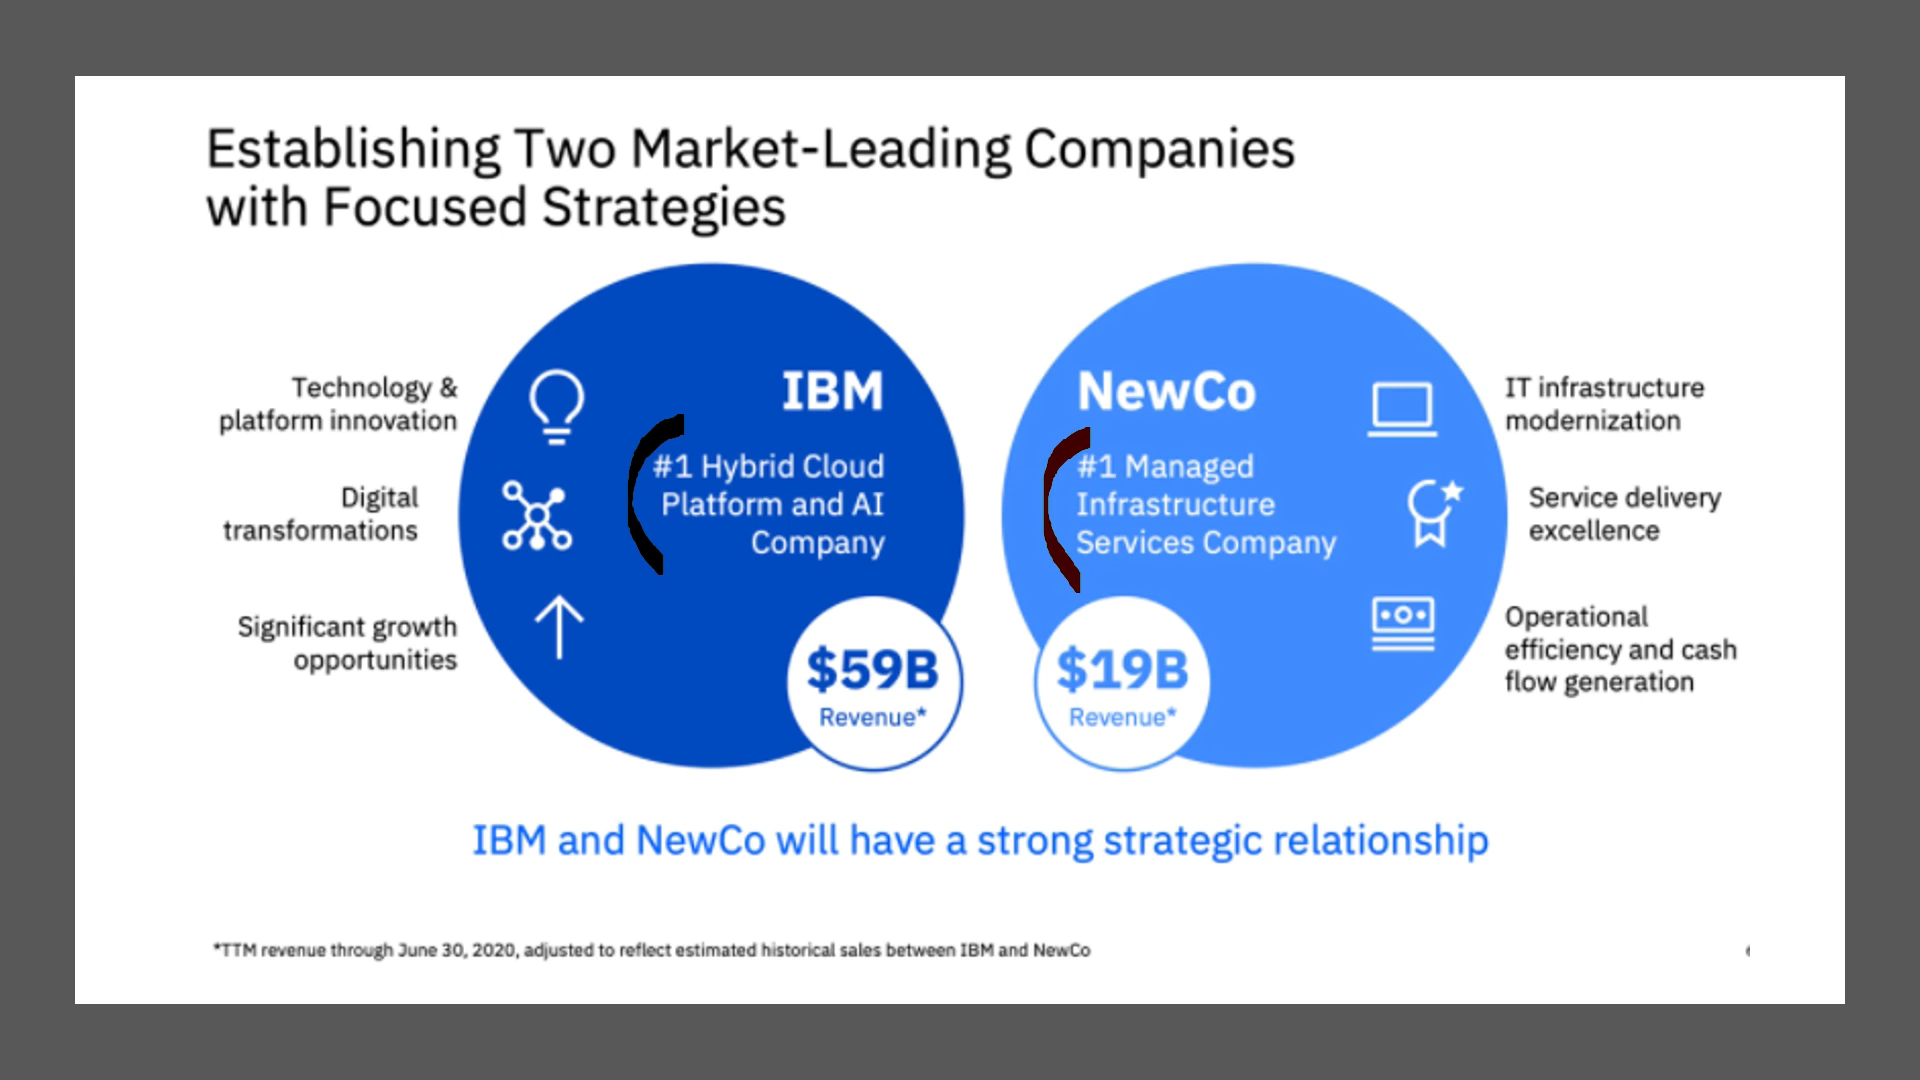 Establishing Two Market-Leading Companies
with Focused Strategies
Technology &
platform innovation
Digital
transformations
Significant growth
opportunities
IBM
#1 Hybrid Cloud
Platform and AI
Company
$59B
Revenue*
NewCo
#1 Managed
Infrastructure
Services Company
$19B
Revenue*
IT infrastructure
modernization
Service delivery
excellence
Operational
efficiency and cash
flow generation
IBM and NewCo will have a strong strategic relationship
*TTM revenue through June 30, 2020, adjusted to reflect estimated historical sales between IBM and NewCo